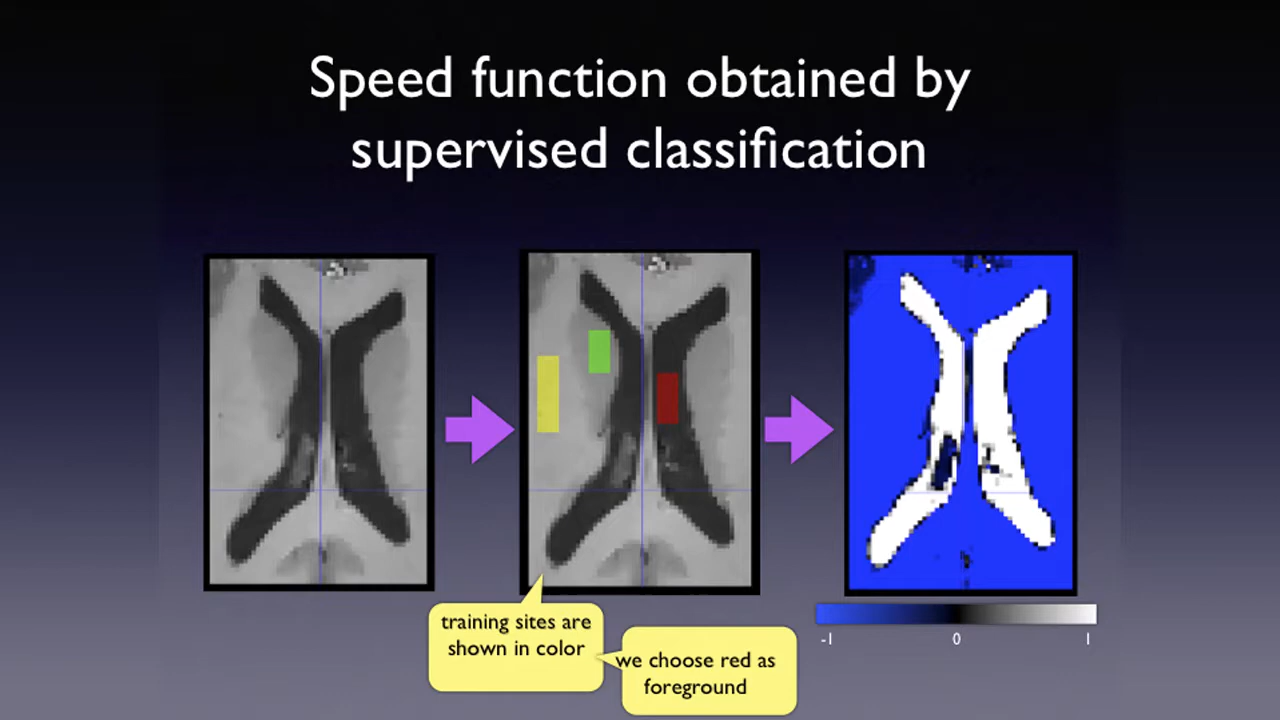 Speed function obtained by
supervised classification
training sites are
shown in color
we choose red as
foreground
-1 0 1